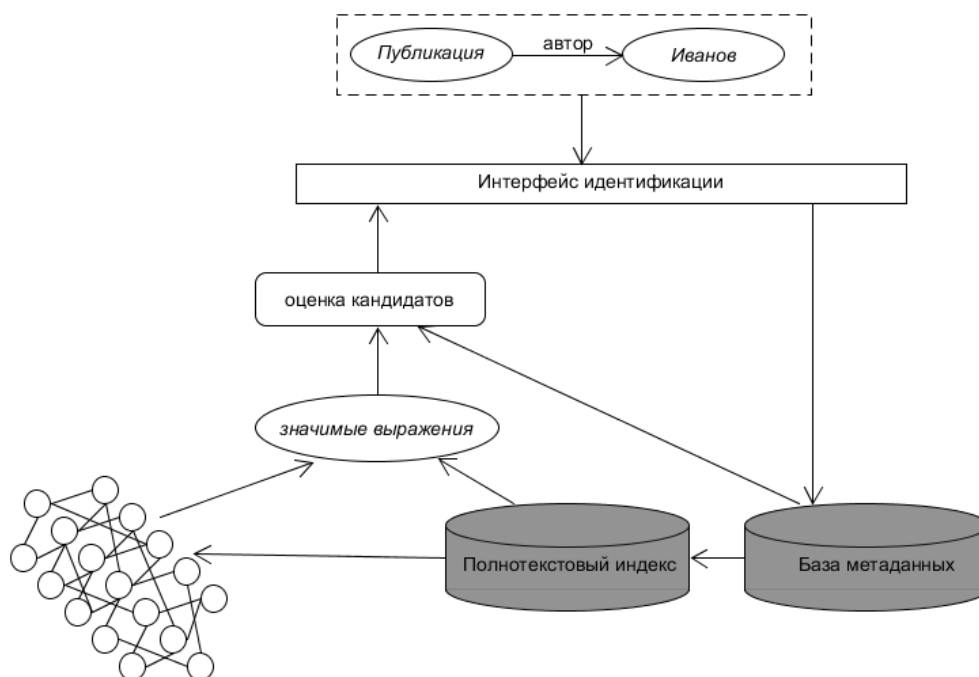 Публикация
автор
Иванов
Интерфейс идентификации
оценка кандидатов
значимые выражения
Полнотекстовый индекс
База метаданных